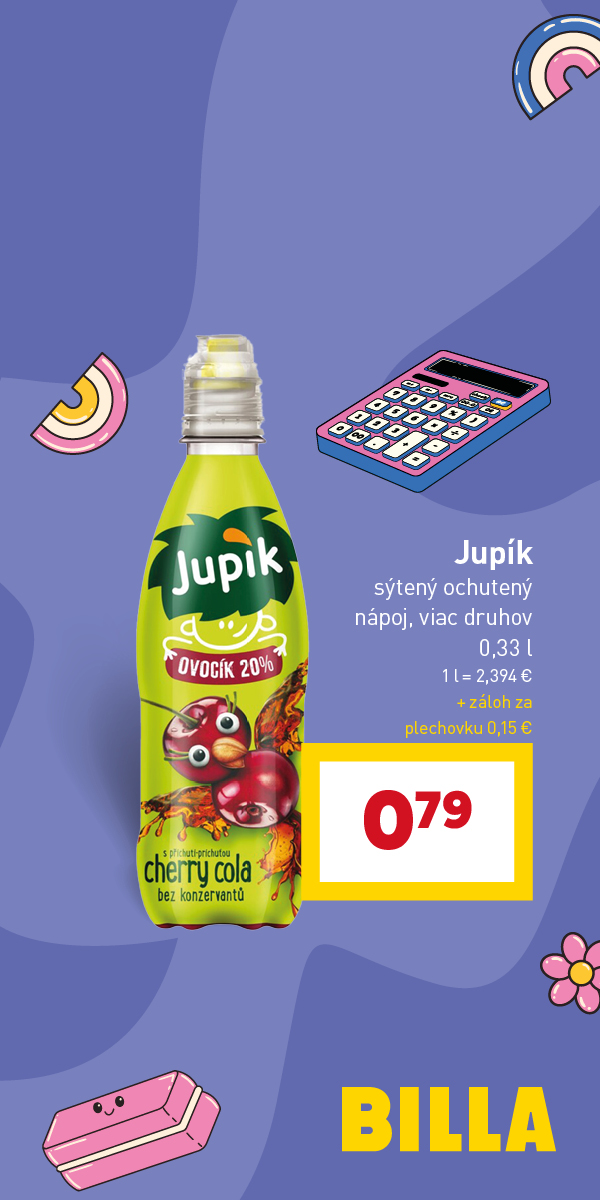 Jupík
OVOCÍK 20%
s příchutí-príchuťou
cherry cola
bez konzervantů
Jupík
sýtený ochutený
nápoj, viac druhov
0,33 l
1 l = 2,394 €
+ záloh za
plechovku 0,15 €
079
BILLA